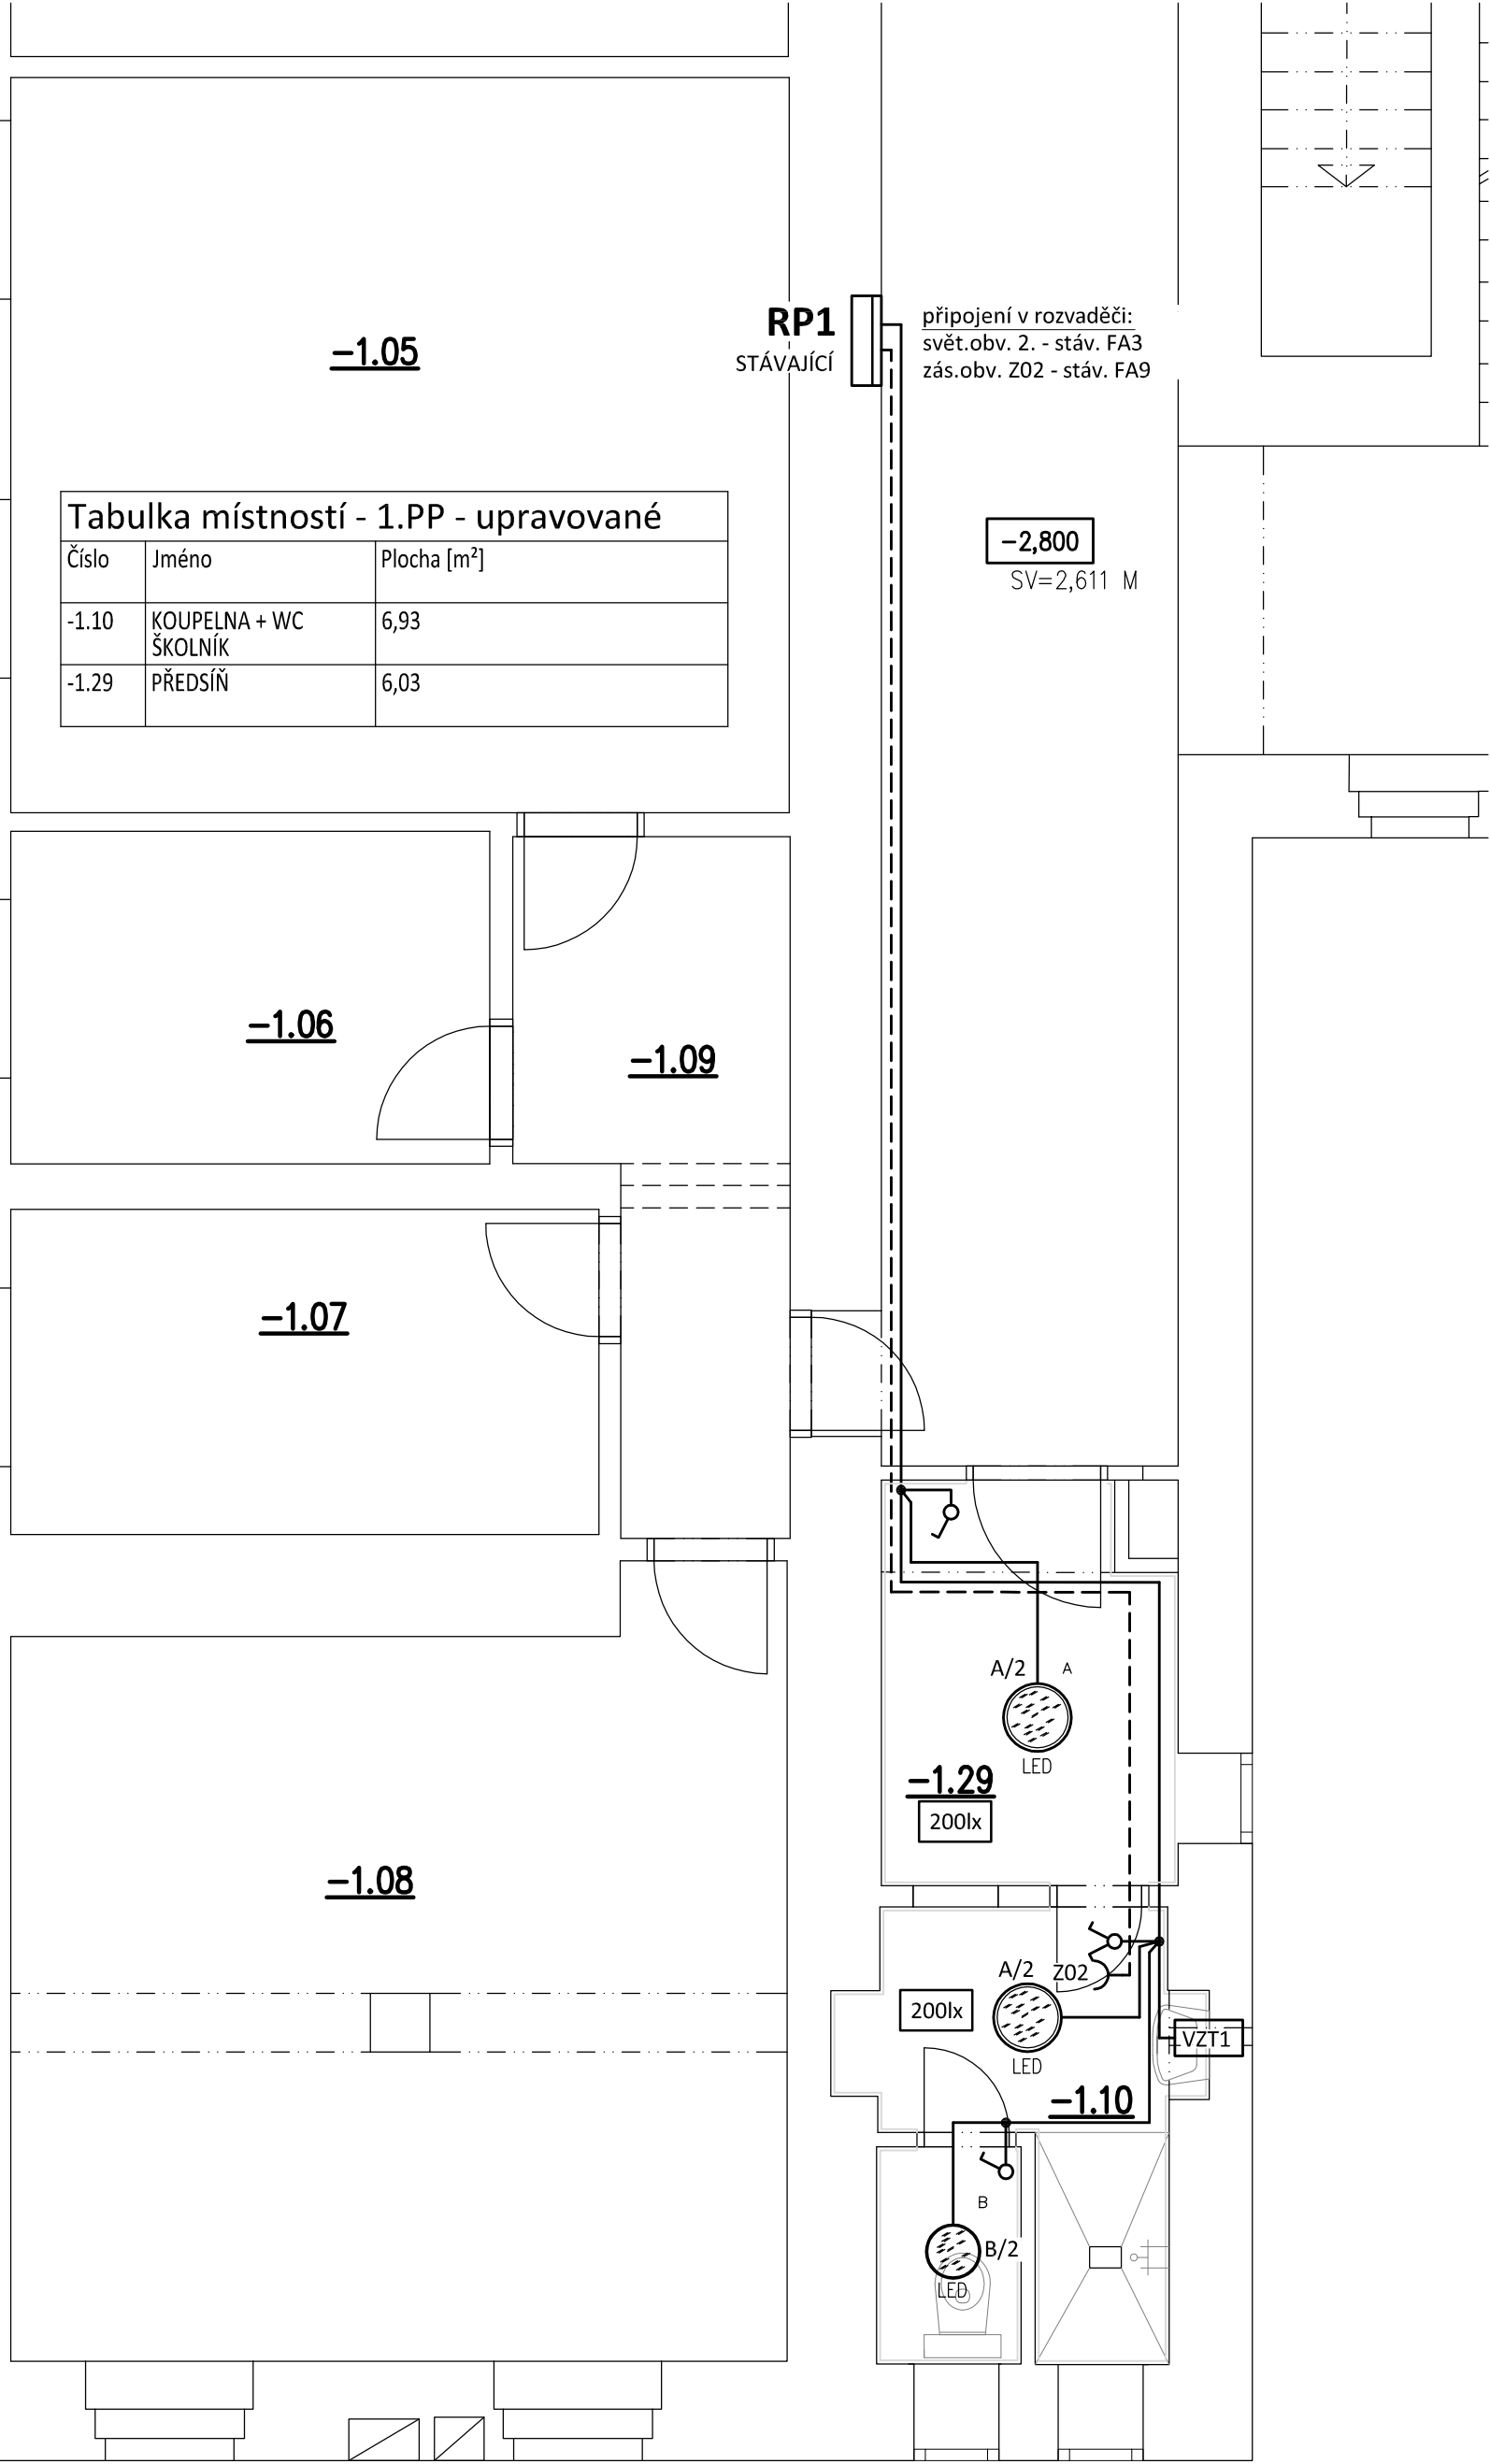 RP1
STÁVAJÍCÍ
připojení v rozvaděči:
svět.obv. 2. - stáv. FA3
zás.obv. Z02 - stáv. FA9
-1.05
Tabulka místností - 1.PP - upravované
Číslo Jméno Plocha [m²]
-1.10 KOUPELNA + WC 6,93
ŠKOLNÍK
-1.29 PŘEDSÍŇ 6,03
-2,800
SV=2,611 M
-1.06
-1.09
-1.07
A/2 A
LED
-1.29
200lx
-1.08
A/2 Z02
200lx
LED
VZT1
-1.10
B
B/2
LED